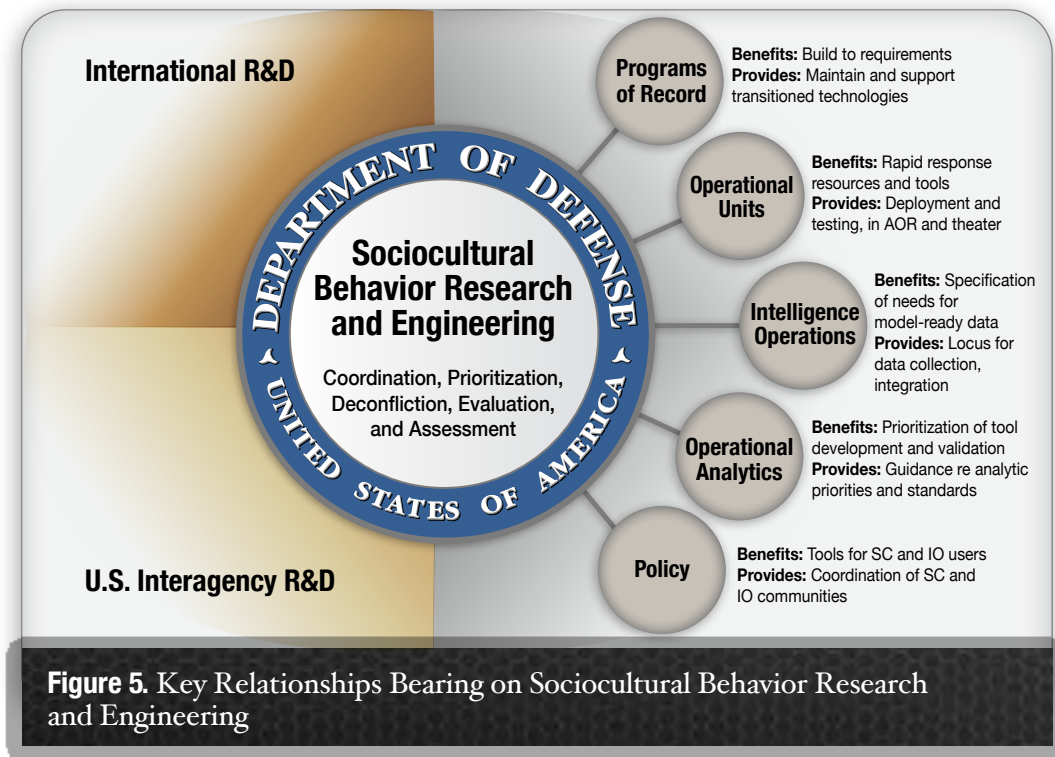 International R&D
U.S. Interagency R&D
DEPARTMENT OF DEFENSE
UNITED STATES OF AMERICA
Sociocultural
Behavior Research
and Engineering
Coordination, Prioritization,
Deconfliction, Evaluation,
and Assessment
Programs
of Record
Benefits: Build to requirements
Provides: Maintain and support
transitioned technologies
Operational
Units
Benefits: Rapid response
resources and tools
Provides: Deployment and
testing, in AOR and theater
Intelligence
Operations
Benefits: Specification
of needs for
model-ready data
Provides: Locus for
data collection,
integration
Operational
Analytics
Benefits: Prioritization of tool
development and validation
Provides: Guidance re analytic
priorities and standards
Policy
Benefits: Tools for SC and IO users
Provides: Coordination of SC and
IO communities
Figure 5. Key Relationships Bearing on Sociocultural Behavior Research
and Engineering